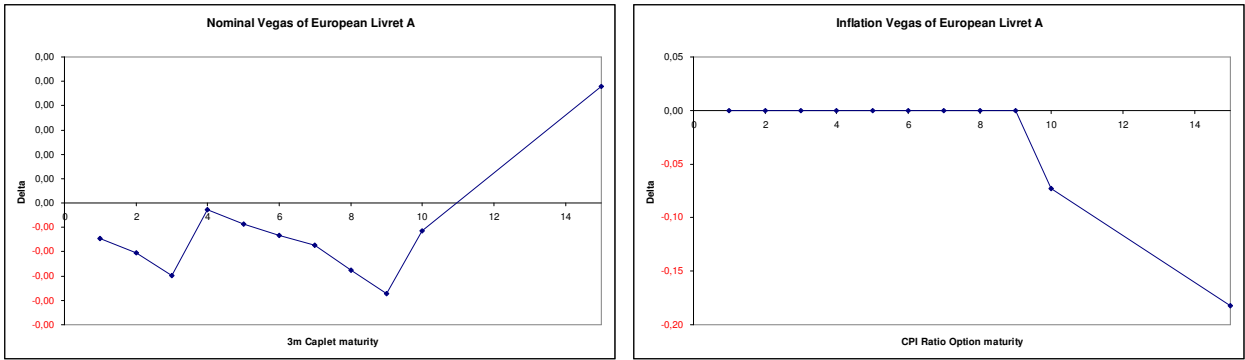 Nominal Vegas of European Livret A
0,00
0,00
0,00
0,00
0,00
0,00
0,00
-0,00
-0,00
-0,00
-0,00
-0,00
Delta
0 2 4 6 8 10 12 14
3m Caplet maturity
Inflation Vegas of European Livret A
0,05
0,00
-0,05
-0,10
-0,15
-0,20
Delta
0 2 4 6 8 10 12 14
CPI Ratio Option maturity